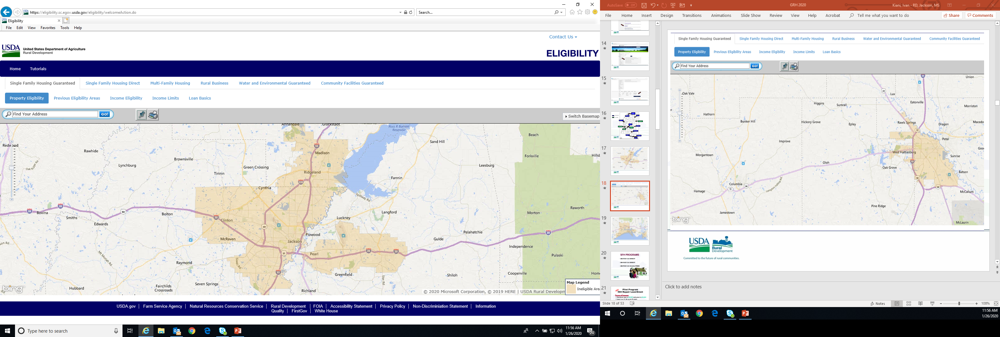 https://eligibility.sc.egov.usda.gov/eligibility/welcomeAction.do
Search...
Eligibility
File Edit View Favorites Tools Help
Contact Us
USDA
United States Department of Agriculture
Rural Development
ELIGIBILITY
Home Tutorials
Single Family Housing Guaranteed Single Family Housing Direct Multi-Family Housing Rural Business Water and Environmental Guaranteed Community Facilities Guaranteed
Property Eligibility Previous Eligibility Areas Income Eligibility Income Limits Loan Basics
Find Your Address GO!
Switch Basemap
Annandale Gluckstadt
Ross R Barnett
Reservoir
Beach
Sand Hill
Redwood
Rawhide
Madison
Forkville
Brownsville
Oak Ridge Rd
Lynchburg
Green Crossing
Leesburg
Tinnin
Ridgeland
Fannin
Cynthia
Spillway Rd
Bovina
Bolton
Smiths
Langford
Morton
Raworth
Edwards
Clinton
Luckney
Flowood
Pelahatchie
McRaven
Jackson
Gulde
Independence
Pearl
Pulaski
Mt Moriah Rd
Raymond
Siwell Rd
Greenfield
Star Rd
Shiloh
Cooperville
Seven Springs
Fairchilds
Crossroads
Hubbard
Richland
Map Legend
Ineligible Area
bing
© 2020 Microsoft Corporation, © 2019 HERE | USDA Rural Developm
USDA.gov | Farm Service Agency | Natural Resources Conservation Service | Rural Development | FOIA | Accessibility Statement | Privacy Policy | Non-Discriminiation Statement | Information
Quality | FirstGov | White House
Type here to search
11:56 AM
1/26/2020
20
AutoSave Off
GRH 2020
Kiani, Ivan - RD, Jackson, MS
File Home Insert Design Transitions Animations Slide Show Review View Help Acrobat Tell me what you want to do Share Comments
14
15
16
17
18
19
20
SFH PROGRAMS
21
Pilot Program
504 Repair Loan/Grant
Single Family Housing Guaranteed Single Family Housing Direct Multi-Family Housing Rural Business Water and Environmental Guaranteed Community Facilities Guaranteed
Property Eligibility Previous Eligibility Areas Income Eligibility Income Limits Loan Basics
Find Your Address GO!
Union
Oak Vale
Lux
Higgins
Sumrall
Eatonville
Morriston
Hathorn
Bunker Hill
Hickory Grove
Epley
Rawls Springs
Dragon
Macedo
Improve
Petal
Morgantown
West Hattiesburg
Sunrise
Oloh
Oak Grove
Batson
Columbia
Lampton Hilltop Rd
Hamage
McCallum
Pine Ridge
Jamestown
bing
McLaurin
USDA
Rural
Development
Committed to the future of rural communities.
Click to add notes
Slide 18 of 53
Notes
108%
11:56 AM
1/26/2020